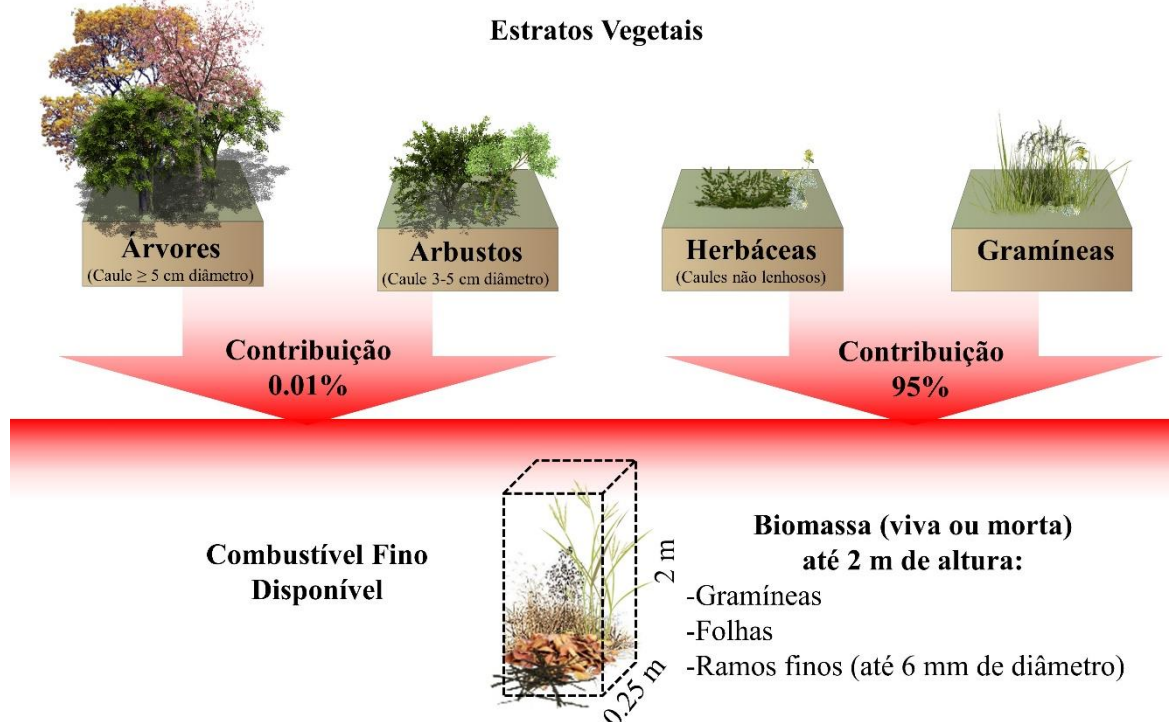 Estratos Vegetais
Árvores
(Caule ≥ 5 cm diâmetro)
Arbustos
(Caule 3-5 cm diâmetro)
Herbáceas
(Caules não lenhosos)
Gramíneas
Contribuição
0.01%
Contribuição
95%
Combustível Fino
Disponível
2 m
0.25 m
Biomassa (viva ou morta)
até 2 m de altura:
-Gramíneas
-Folhas
-Ramos finos (até 6 mm de diâmetro)